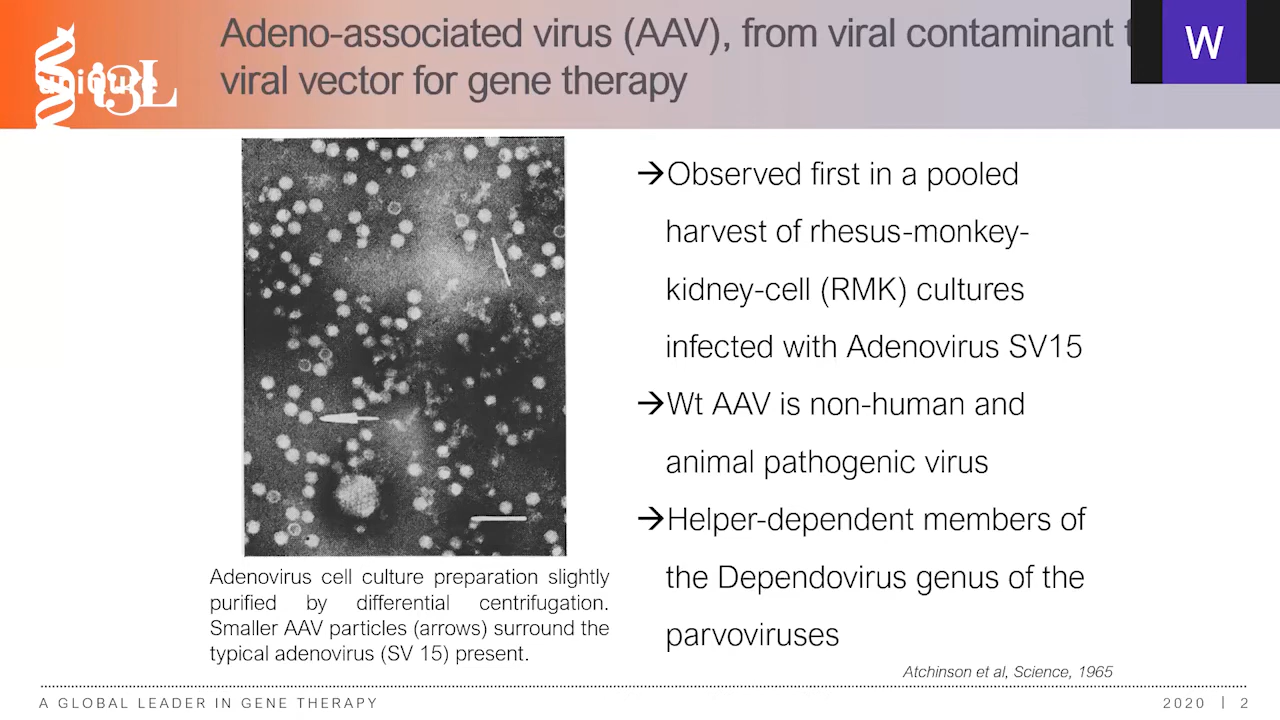 Adeno-associated virus (AAV), from viral contaminant
viral vector for gene therapy
W
→Observed first in a pooled
harvest of rhesus-monkey-
kidney-cell (RMK) cultures
infected with Adenovirus SV15
→Wt AAV is non-human and
animal pathogenic virus
→Helper-dependent members of
the Dependovirus genus of the
parvoviruses
Adenovirus cell culture preparation slightly
purified by differential centrifugation.
Smaller AAV particles (arrows) surround the
typical adenovirus (SV 15) present.
Atchinson et al, Science, 1965
A GLOBAL LEADER IN GENE THERAPY
2020 | 2